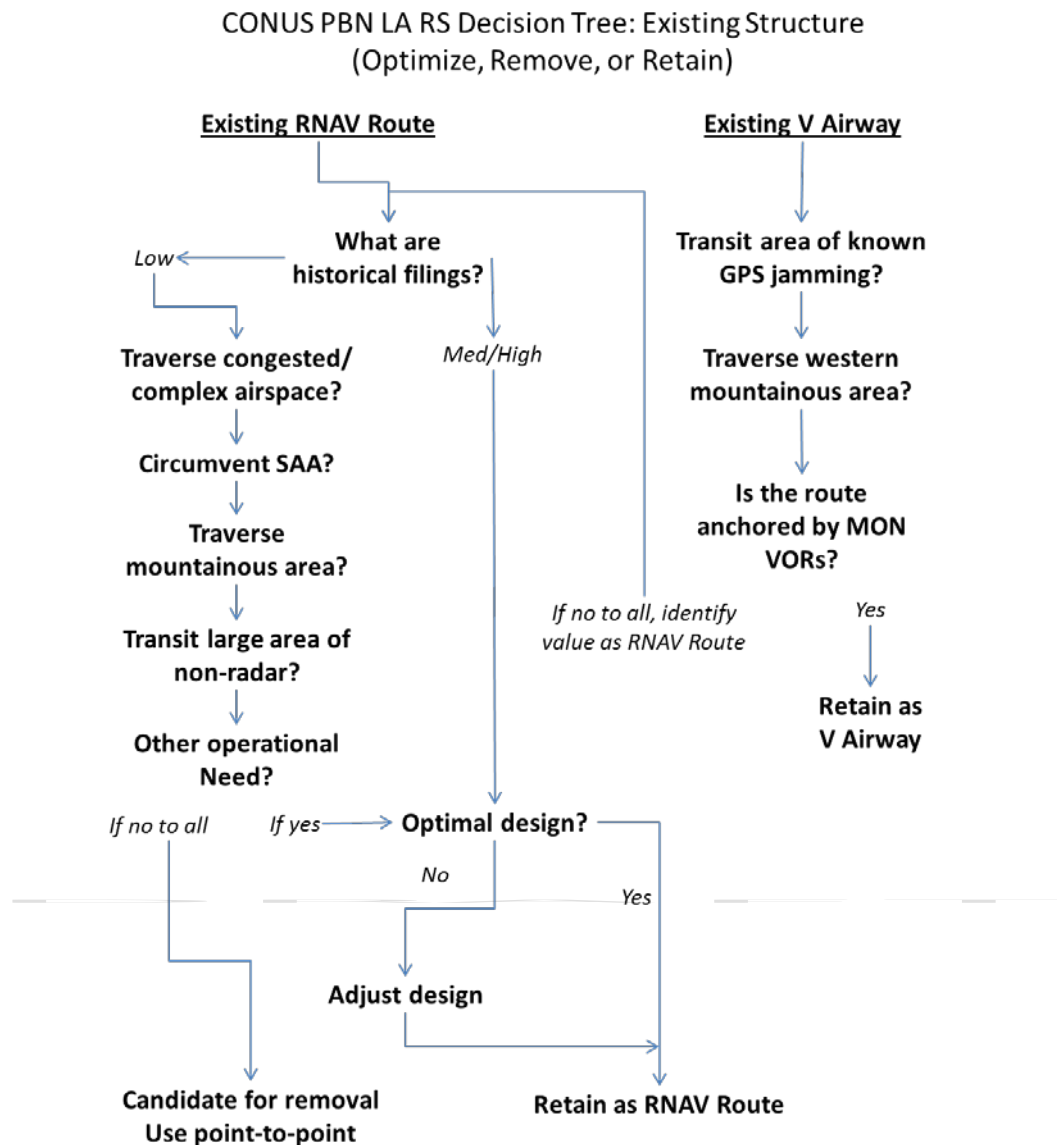 CONUS PBN LA RS Decision Tree: Existing Structure
(Optimize, Remove, or Retain)
Existing RNAV Route
Existing V Airway
What are
historical filings?
Low
Med/High
Traverse congested/
complex airspace?
Circumvent SAA?
Traverse
mountainous area?
Transit large area of
non-radar?
Other operational
Need?
If no to all
If yes
Optimal design?
No
Yes
Adjust design
Candidate for removal
Use point-to-point
Retain as RNAV Route
Transit area of known
GPS jamming?
Traverse western
mountainous area?
Is the route
anchored by MON
VORs?
If no to all, identify
value as RNAV Route
Yes
Retain as
V Airway